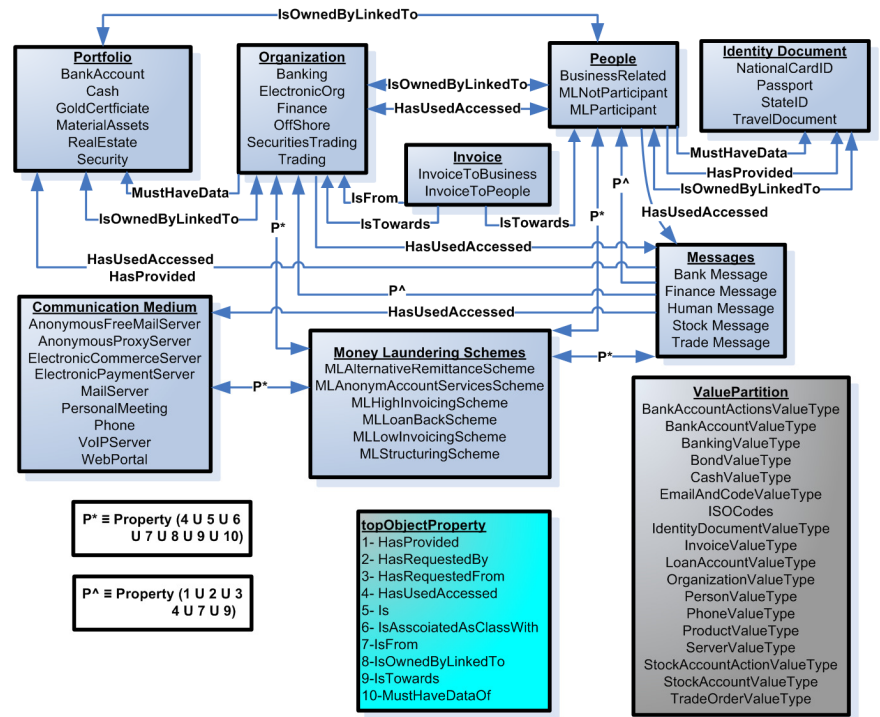 IsOwnedByLinkedTo
Portfolio
BankAccount
Cash
GoldCertficiate
MaterialAssets
RealEstate
Security
Organization
Banking
ElectronicOrg
Finance
OffShore
SecuritiesTrading
Trading
IsOwnedByLinkedTo
HasUsedAccessed
People
BusinessRelated
MLNotParticipant
MLParticipant
Identity Document
NationalCardID
Passport
StateID
TravelDocument
Invoice
InvoiceToBusiness
InvoiceToPeople
MustHaveData
IsOwnedByLinkedTo
IsFrom
IsTowards
IsTowards
P*
P*
P^
MustHaveData
HasProvided
IsOwnedByLinkedTo
HasUsedAccessed
HasUsedAccessed
HasUsedAccessed
HasProvided
P^
HasUsedAccessed
Messages
Bank Message
Finance Message
Human Message
Stock Message
Trade Message
Communication Medium
AnonymousFreeMailServer
AnonymousProxyServer
ElectronicCommerceServer
ElectronicPaymentServer
MailServer
PersonalMeeting
Phone
VoIPServer
WebPortal
P*
Money Laundering Schemes
MLAlternativeRemittanceScheme
MLAnonymAccountServicesScheme
MLHighInvoicingScheme
MLLoanBackScheme
MLLowInvoicingScheme
MLStructuringScheme
P*
ValuePartition
BankAccountActionsValueType
BankAccountValueType
BankingValueType
BondValueType
CashValueType
EmailAndCodeValueType
ISOCodes
IdentityDocumentValueType
InvoiceValueType
LoanAccountValueType
OrganizationValueType
PersonValueType
PhoneValueType
ProductValueType
ServerValueType
StockAccountActionValueType
StockAccountValueType
TradeOrderValueType
P* ≡ Property (4 U 5 U 6
U 7 U 8 U 9 U 10)
P^ ≡ Property (1 U 2 U 3
4 U 7 U 9)
topObjectProperty
1- HasProvided
2- HasRequestedBy
3- HasRequestedFrom
4- HasUsedAccessed
5- Is
6- IsAsscoiatedAsClassWith
7-IsFrom
8-IsOwnedByLinkedTo
9-IsTowards
10-MustHaveDataOf